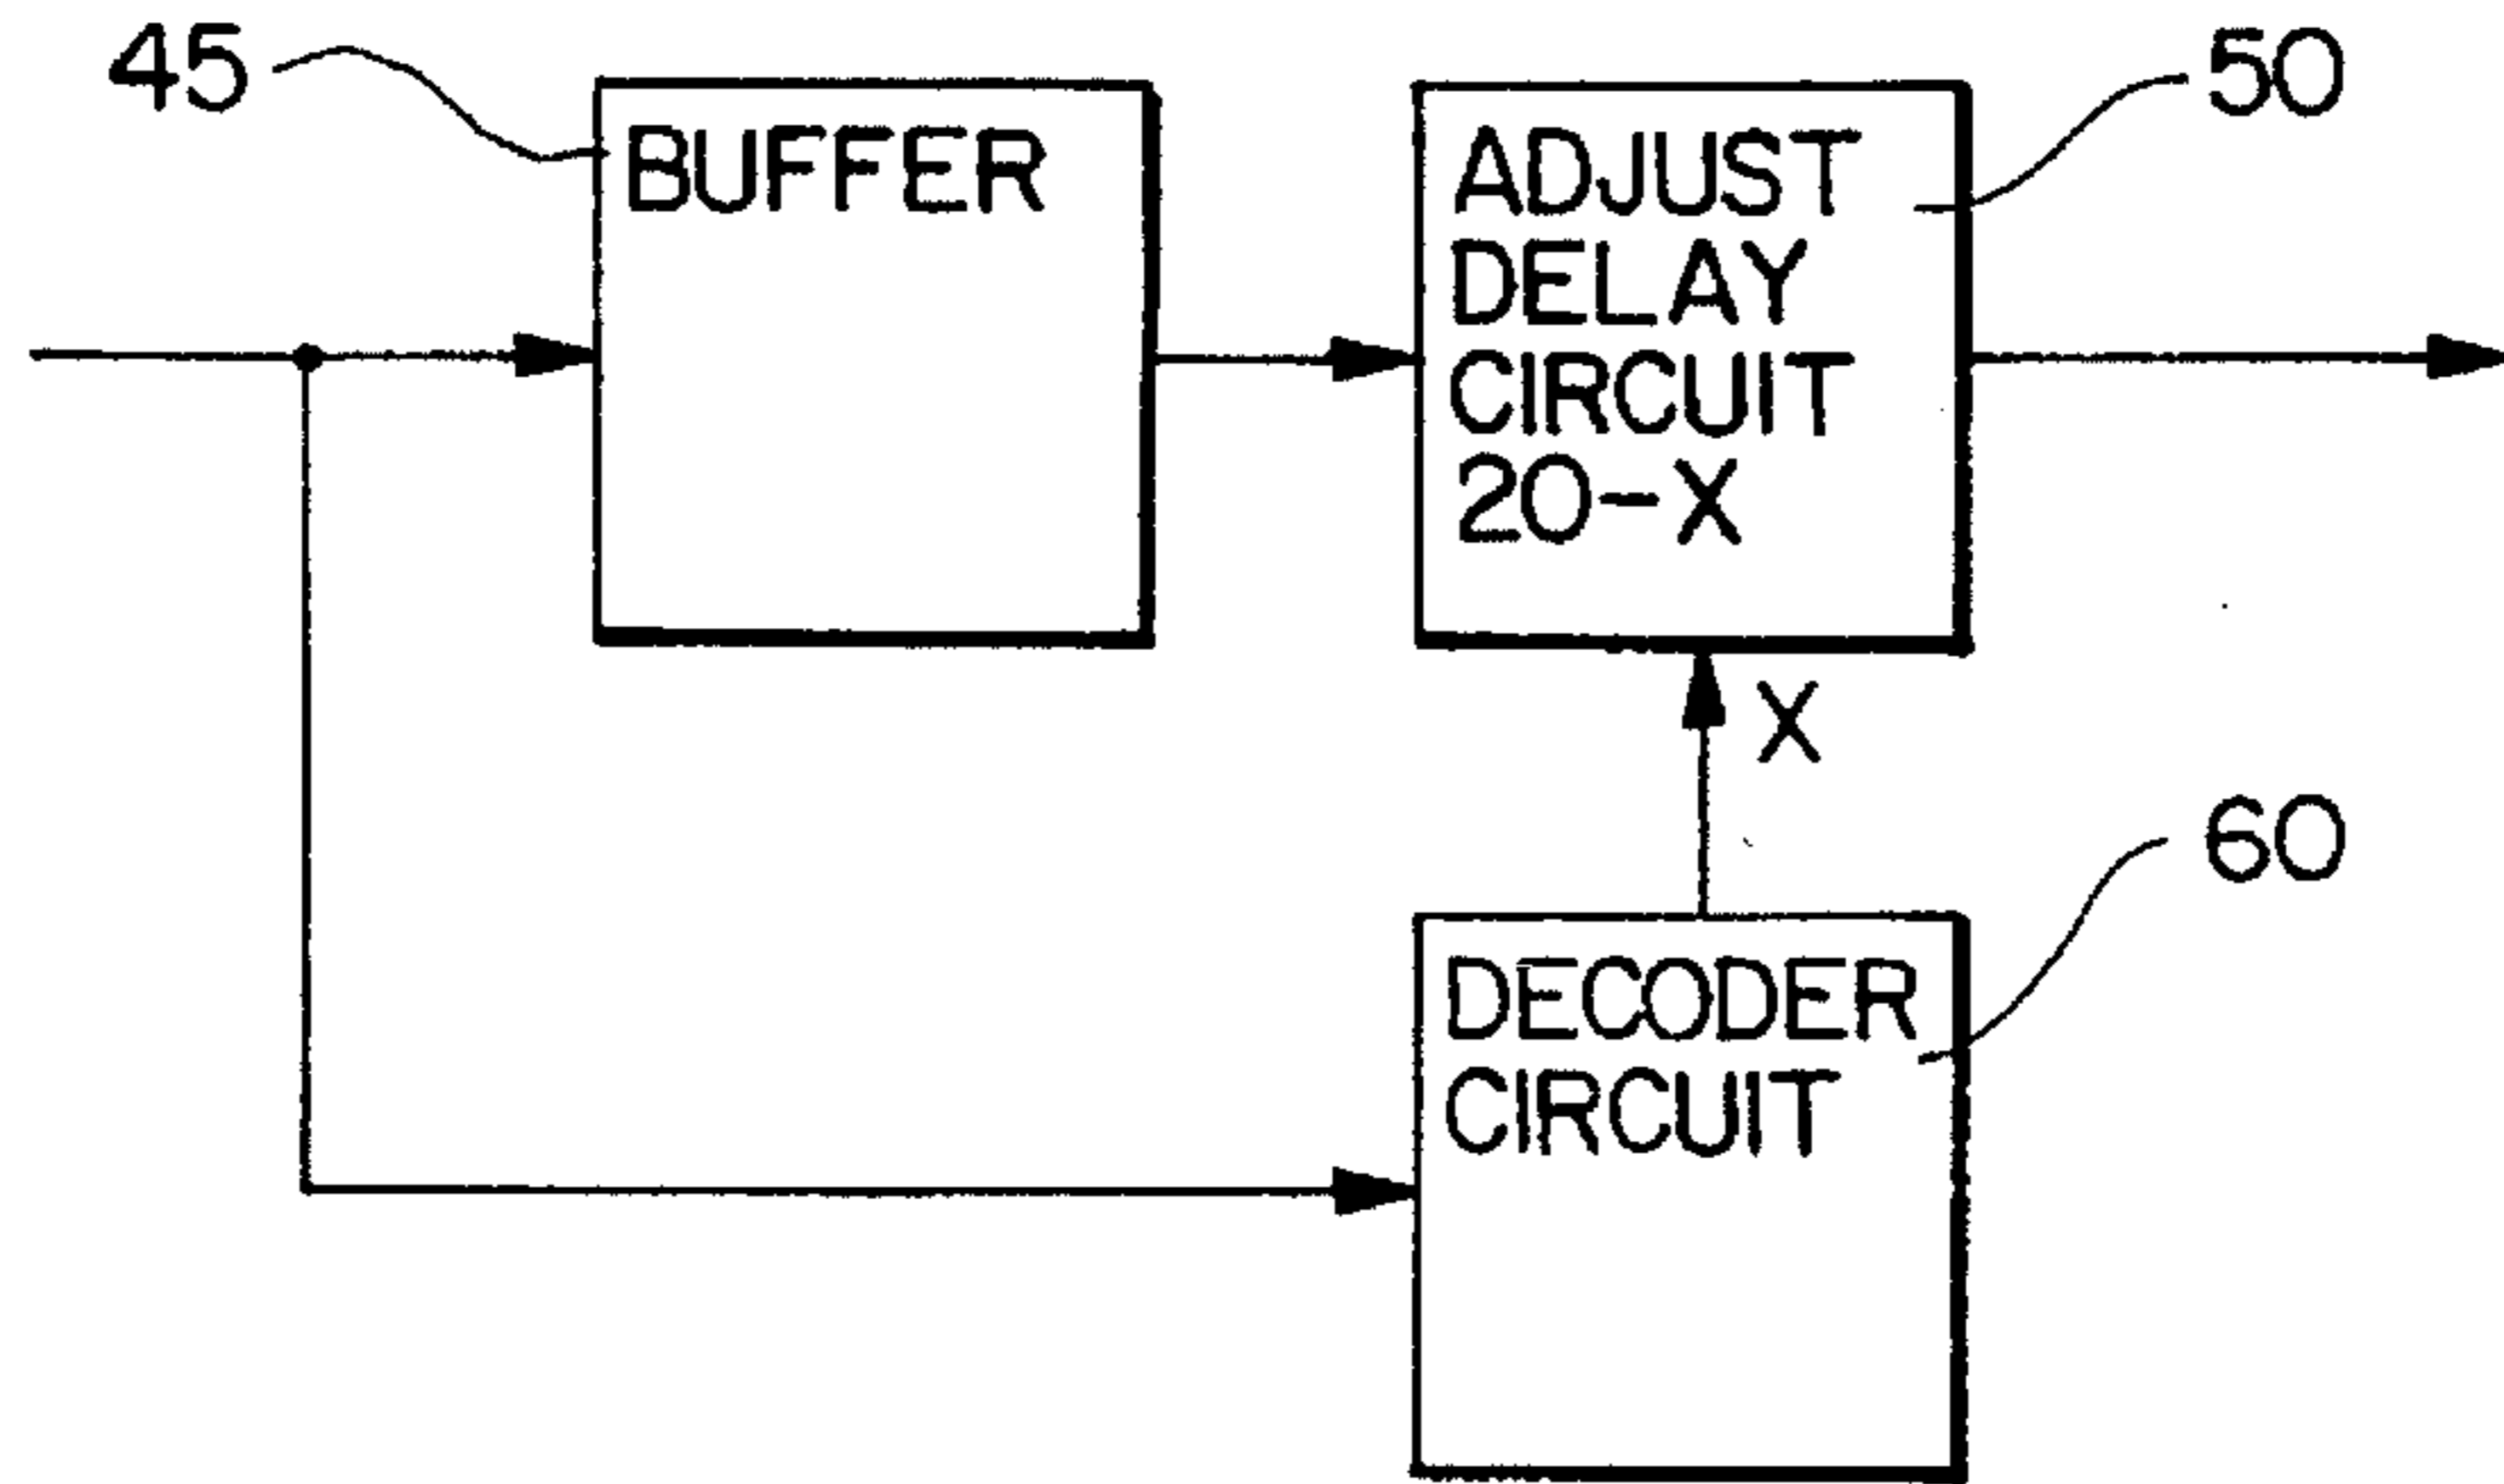 45
BUFFER
50
ADJUST
DELAY
CIRCUIT
20-X
X
60
DECODER
CIRCUIT